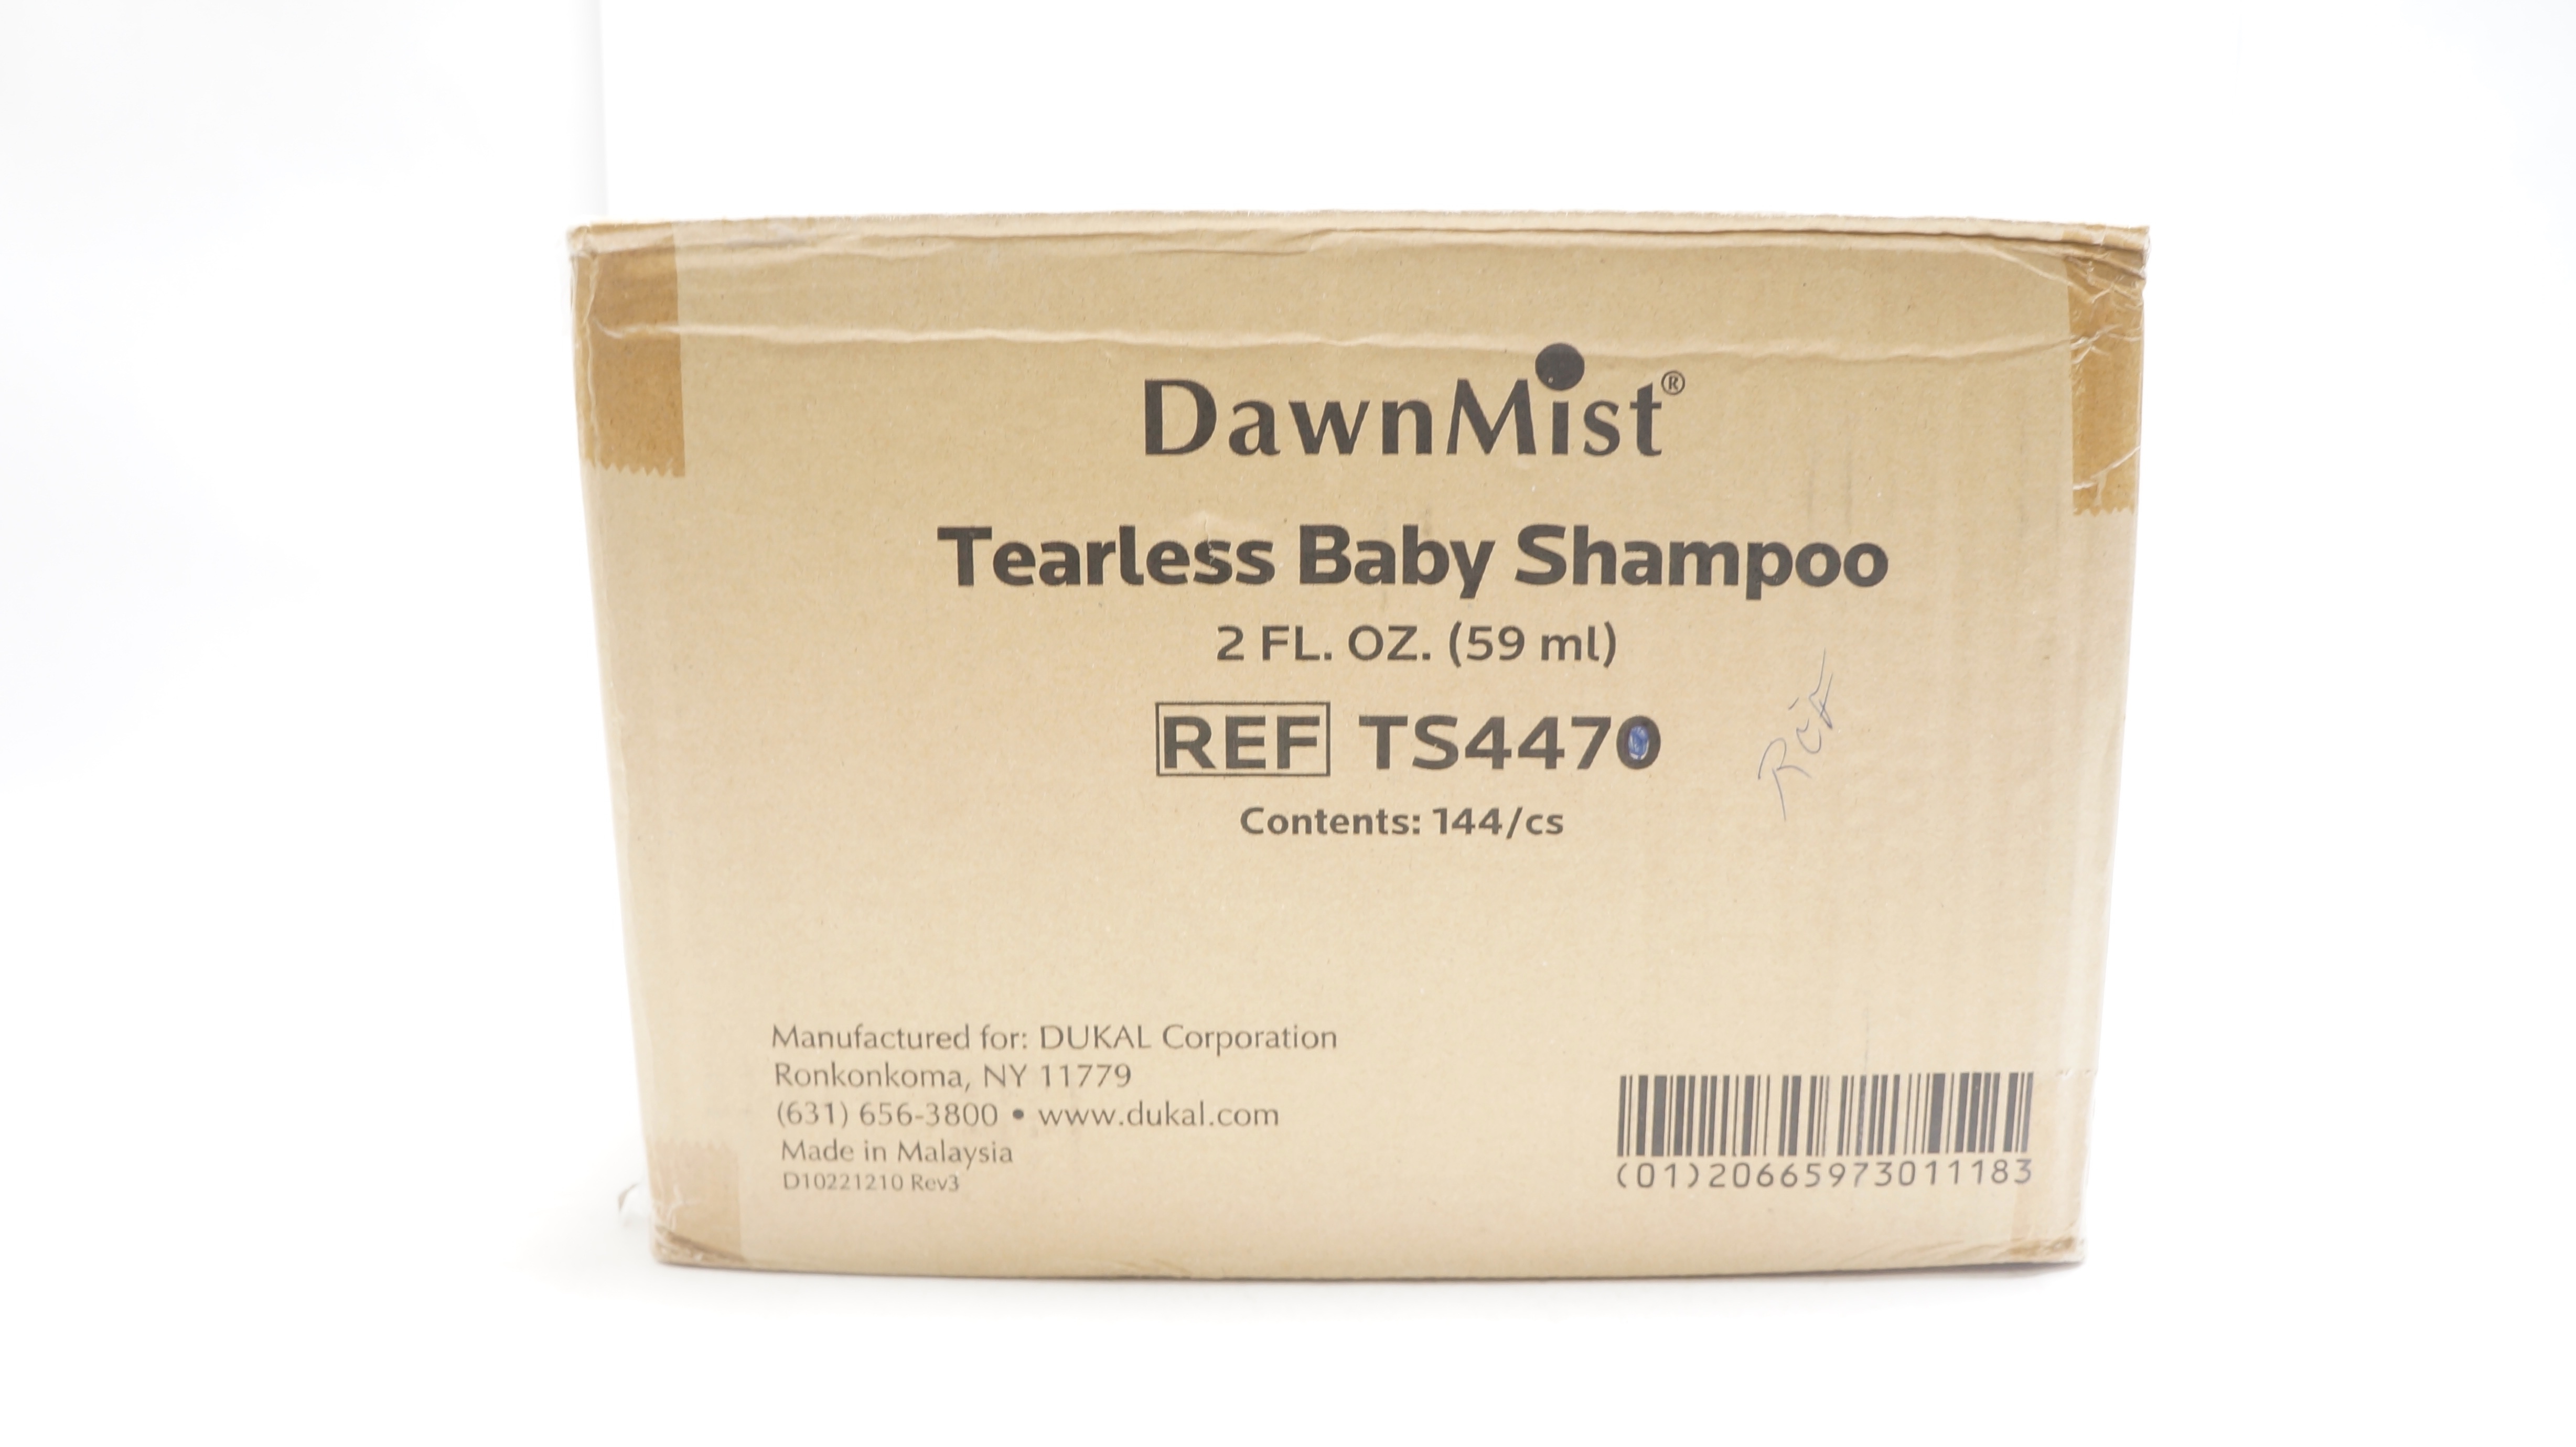 DawnMist®
Tearless Baby Shampoo
2 FL. OZ. (59 ml)
REF TS4470
Contents: 144/cs
Manufactured for: DUKAL Corporation
Ronkonkoma, NY 11779
(631) 656-3800 • www.dukal.com
Made in Malaysia
D10221210 Rev3
(01)20665973011183